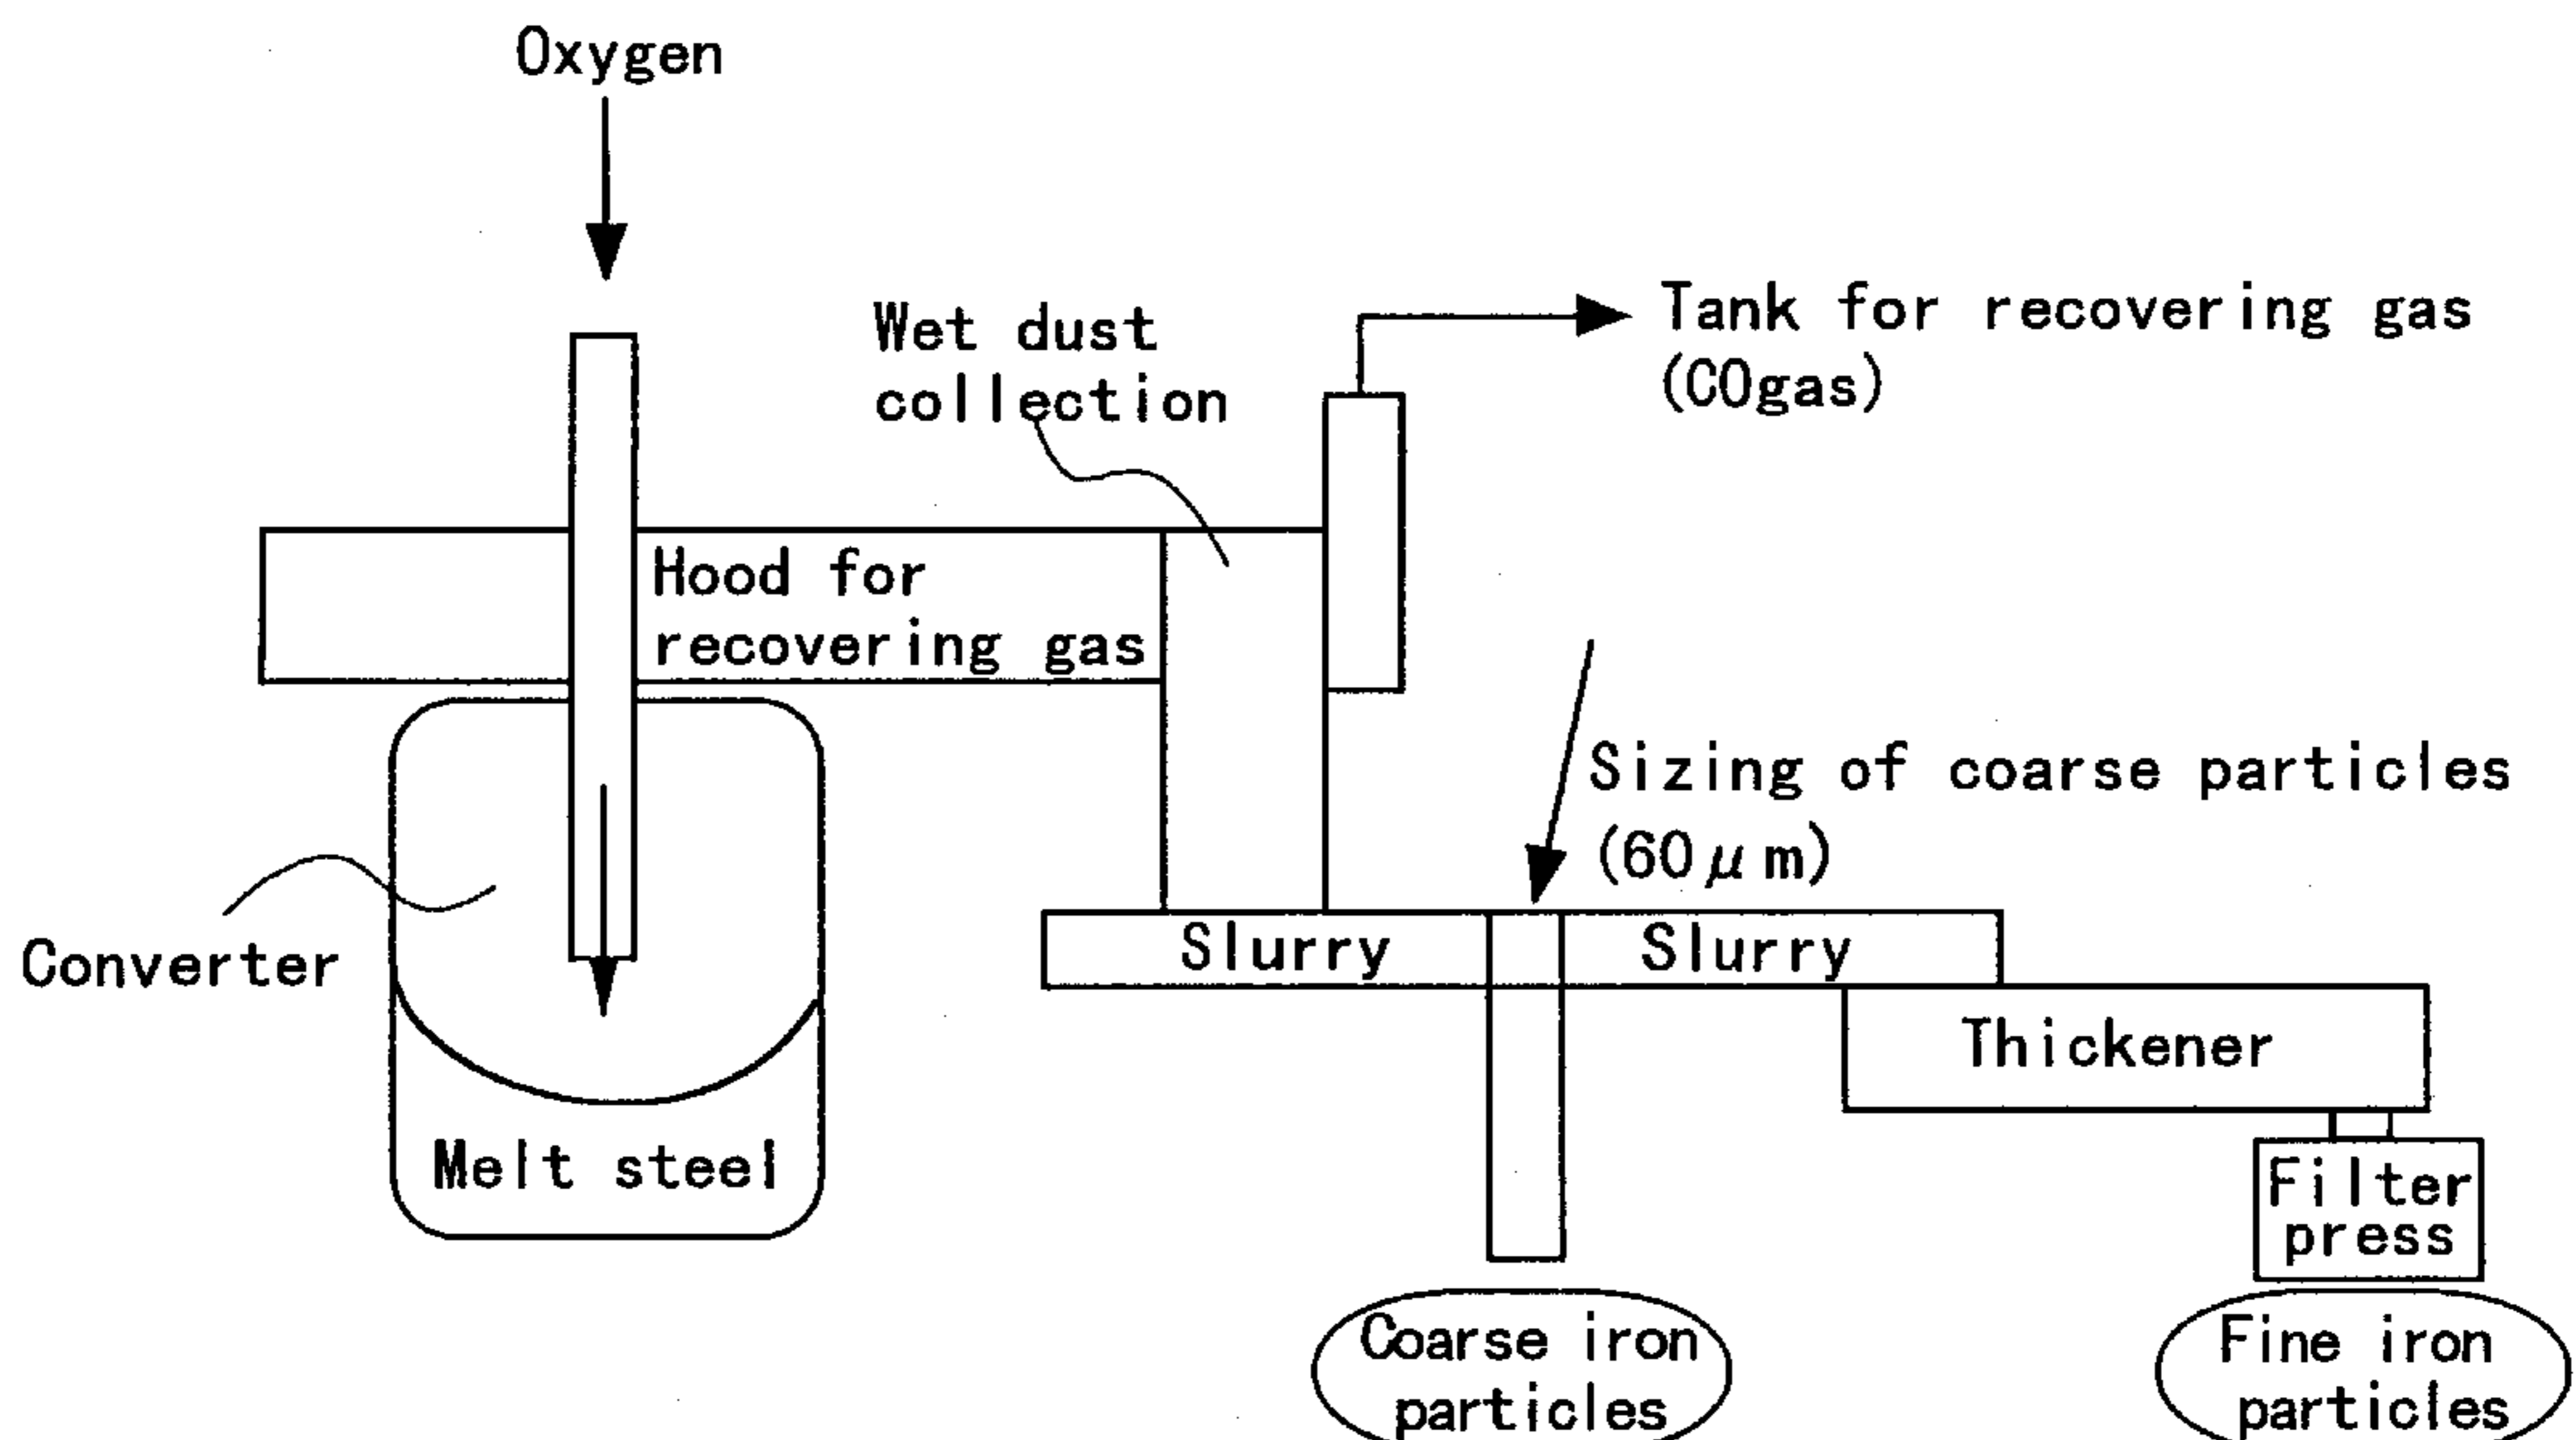 Oxygen
Wet dust
collection
Tank for recovering gas
(COgas)
Hood for
recovering gas
Sizing of coarse particles
(60μm)
Converter
Slurry
Slurry
Thickener
Melt steel
Filter
press
Coarse iron
particles
Fine iron
particles